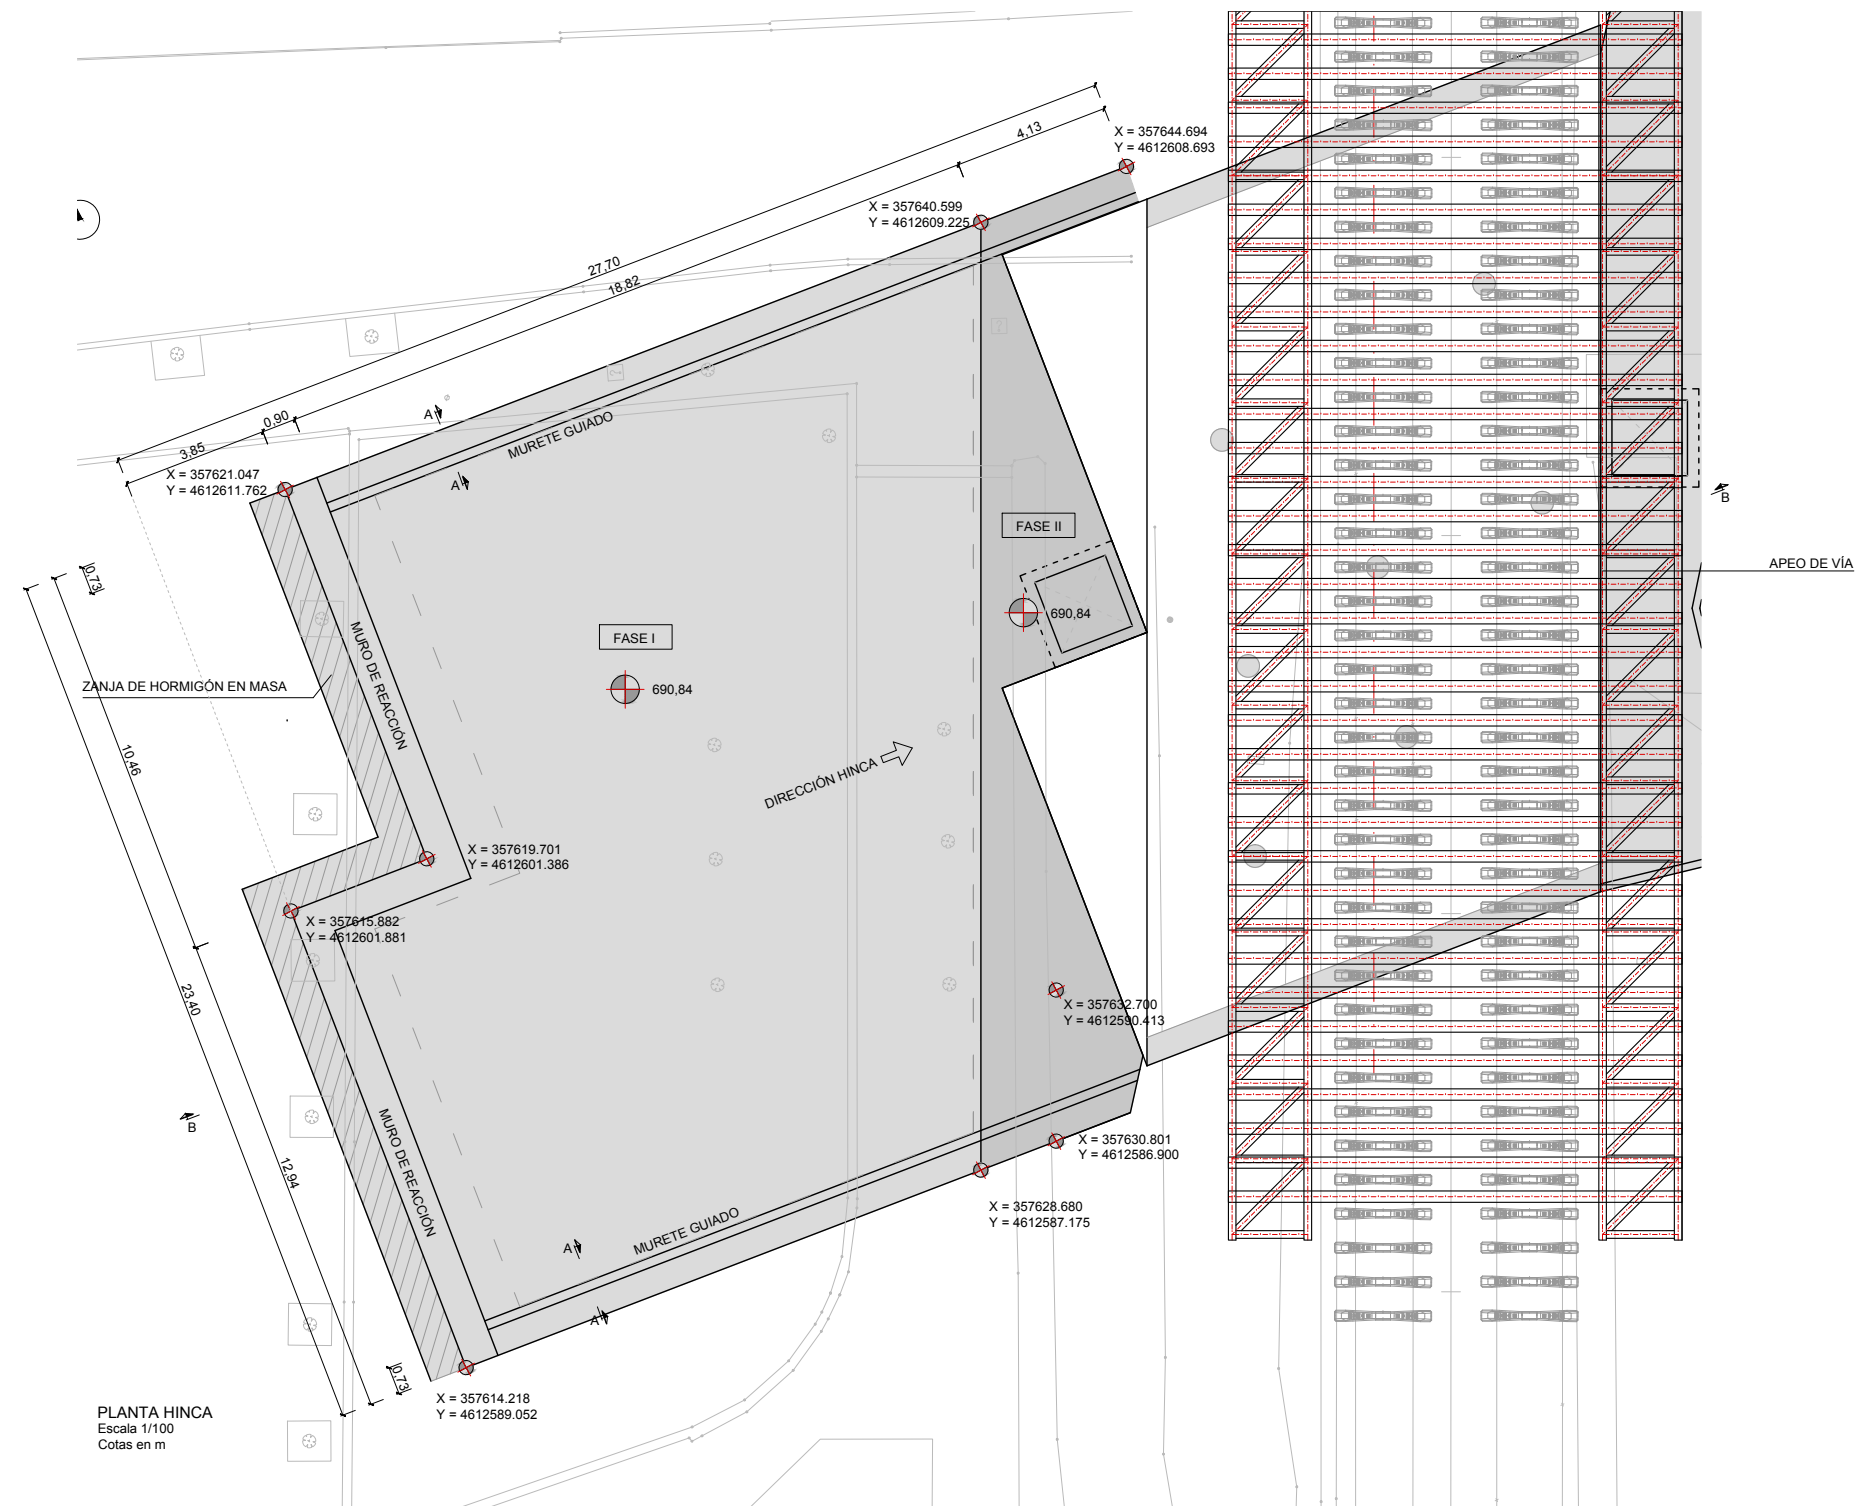 4,13
X = 357644.694
Y = 4612608.693
X = 357640.599
Y = 4612609.225
27,70
18,82
0,90
3,85
A
MURETE GUIADO
A
X = 357621.047
Y = 4612611.762
B
FASE II
APEO DE VÍA
0,73
690,84
FASE I
MURO DE REACCIÓN
ZANJA DE HORMIGÓN EN MASA
690,84
10,46
DIRECCIÓN HINCA
X = 357619.701
Y = 4612601.386
X = 357615.882
Y = 4612601.881
23,40
X = 357632.700
Y = 4612590.413
B
MURO DE REACCIÓN
X = 357630.801
Y = 4612586.900
12,94
X = 357628.680
Y = 4612587.175
MURETE GUIADO
A
A
0,73
X = 357614.218
Y = 4612589.052
PLANTA HINCA
Escala 1/100
Cotas en m